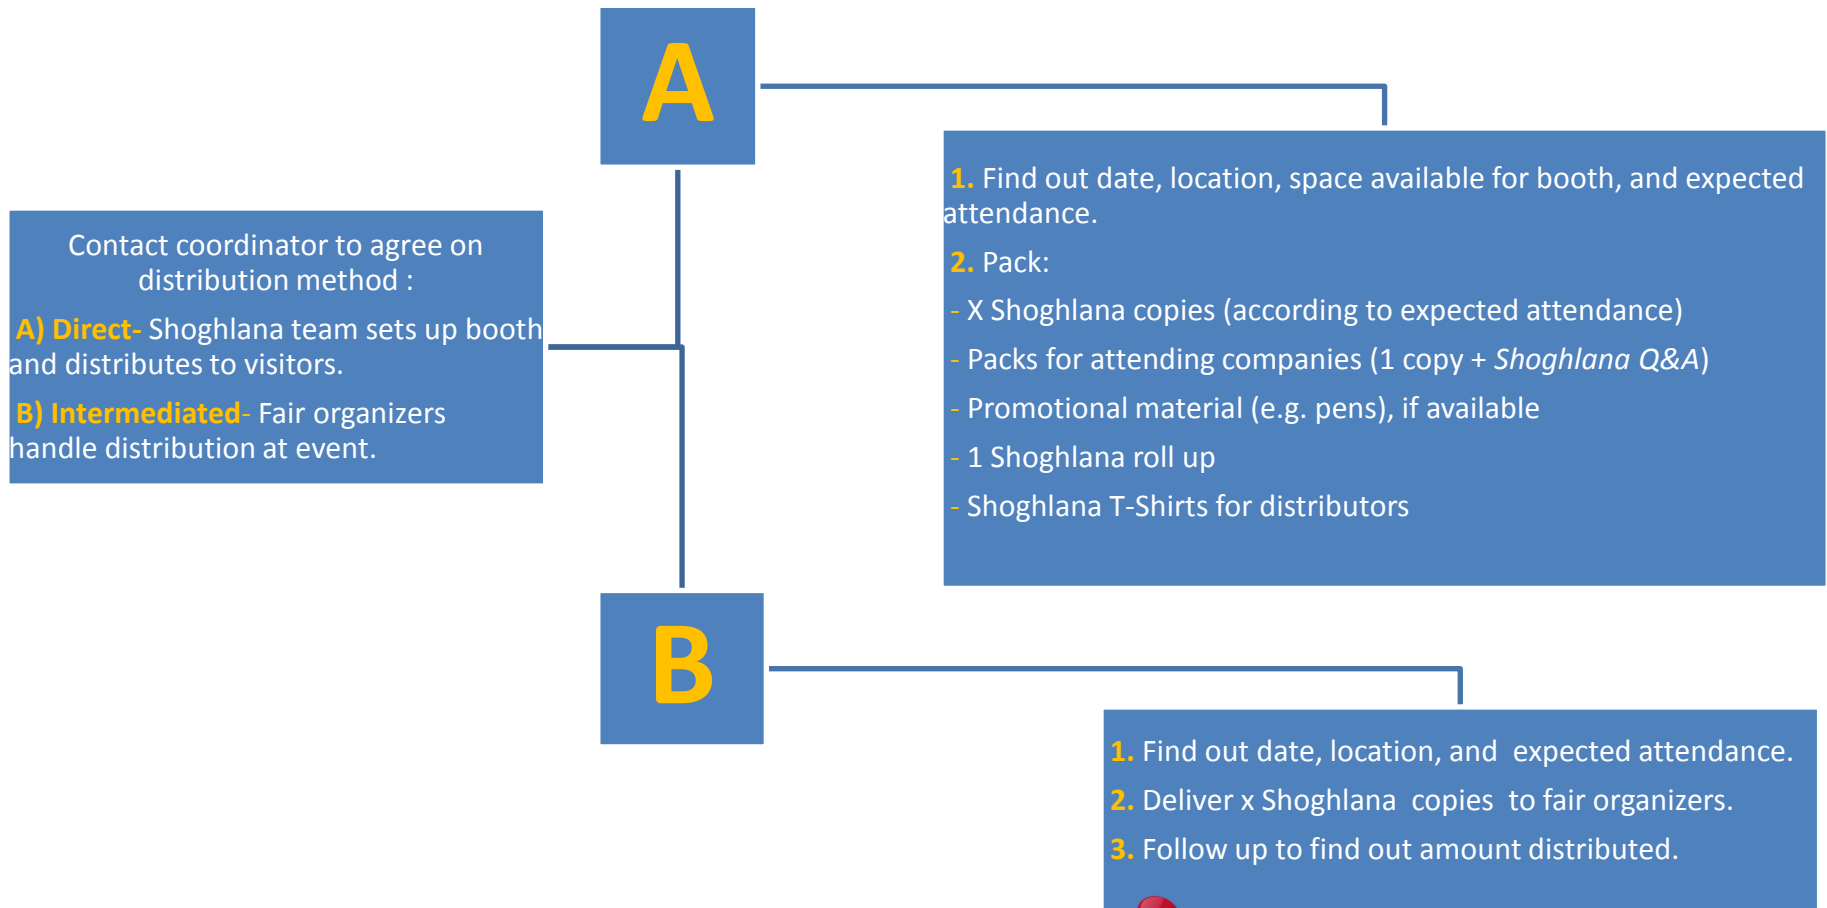 A
Contact coordinator to agree on
distribution method :
A) Direct- Shoghlana team sets up booth
and distributes to visitors.
B) Intermediated- Fair organizers
handle distribution at event.
1. Find out date, location, space available for booth, and expected
attendance.
2. Pack:
- X Shoghlana copies (according to expected attendance)
- Packs for attending companies (1 copy + Shoghlana Q&A)
- Promotional material (e.g. pens), if available
- 1 Shoghlana roll up
- Shoghlana T-Shirts for distributors
B
1. Find out date, location, and expected attendance.
2. Deliver x Shoghlana copies to fair organizers.
3. Follow up to find out amount distributed.